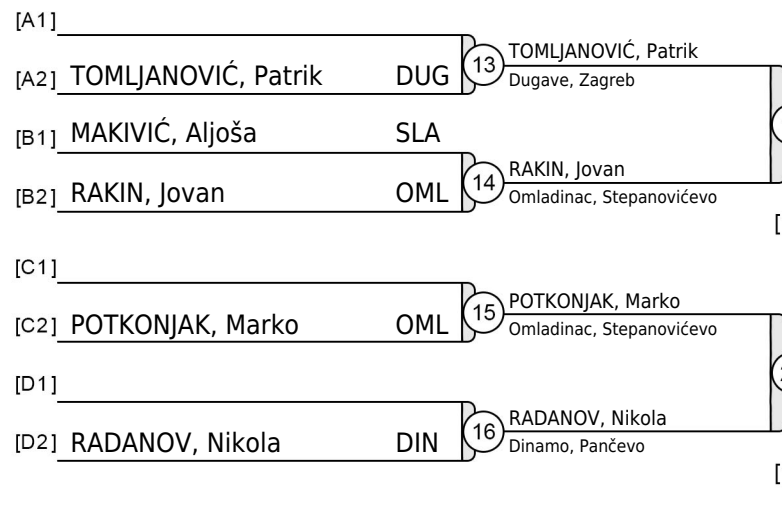 [A1]
[A2] TOMLJANOVIĆ, Patrik DUG
13
TOMLJANOVIĆ, Patrik
Dugave, Zagreb
[B1] MAKIVIĆ, Aljoša SLA
[B2] RAKIN, Jovan OML
14
RAKIN, Jovan
Omladinac, Stepanovićevo
[
[C1]
[C2] POTKONJAK, Marko OML
15
POTKONJAK, Marko
Omladinac, Stepanovićevo
[D1]
[D2] RADANOV, Nikola DIN
16
RADANOV, Nikola
Dinamo, Pančevo
[